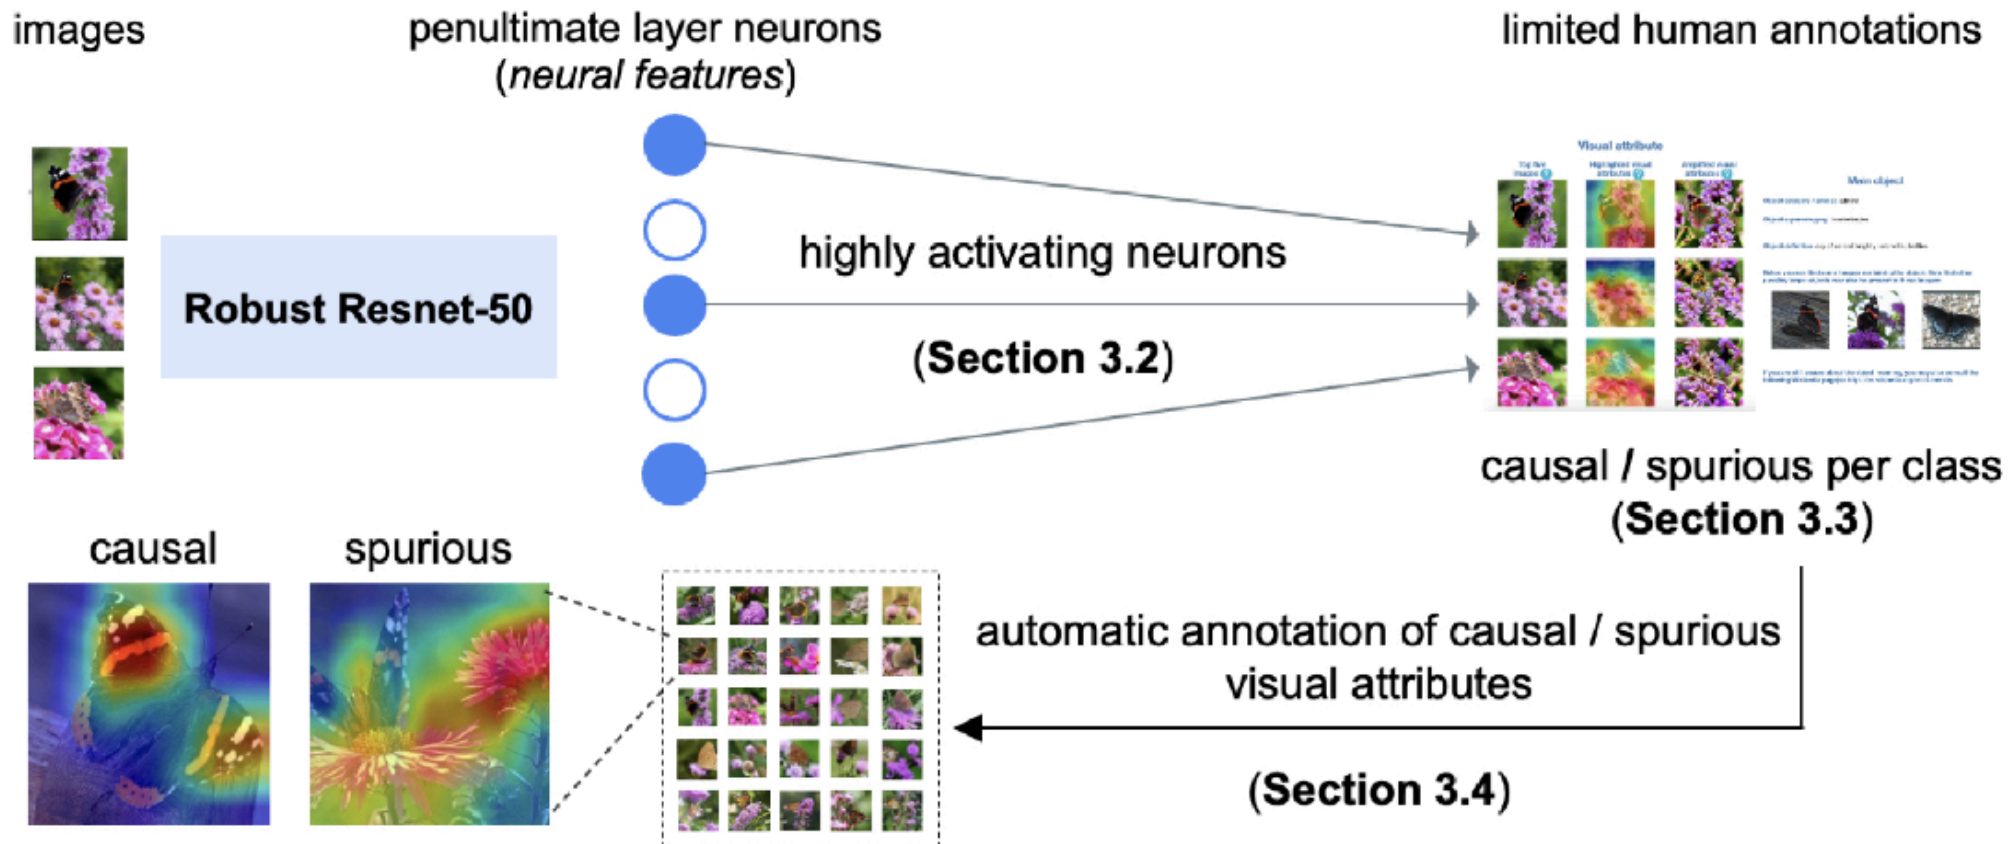 images
penultimate layer neurons
(neural features)
limited human annotations
Visual attribute
Main object
Robust Resnet-50
highly activating neurons
(Section 3.2)
causal / spurious per class
(Section 3.3)
causal
spurious
automatic annotation of causal / spurious
visual attributes
(Section 3.4)